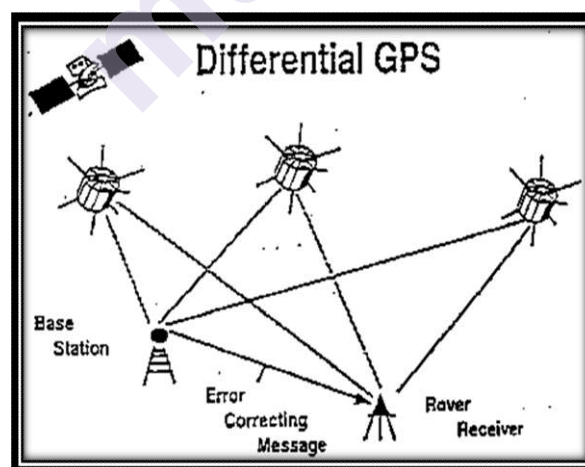 Differential GPS
Base
Station
Error
Correcting
Message
Rover
Receiver